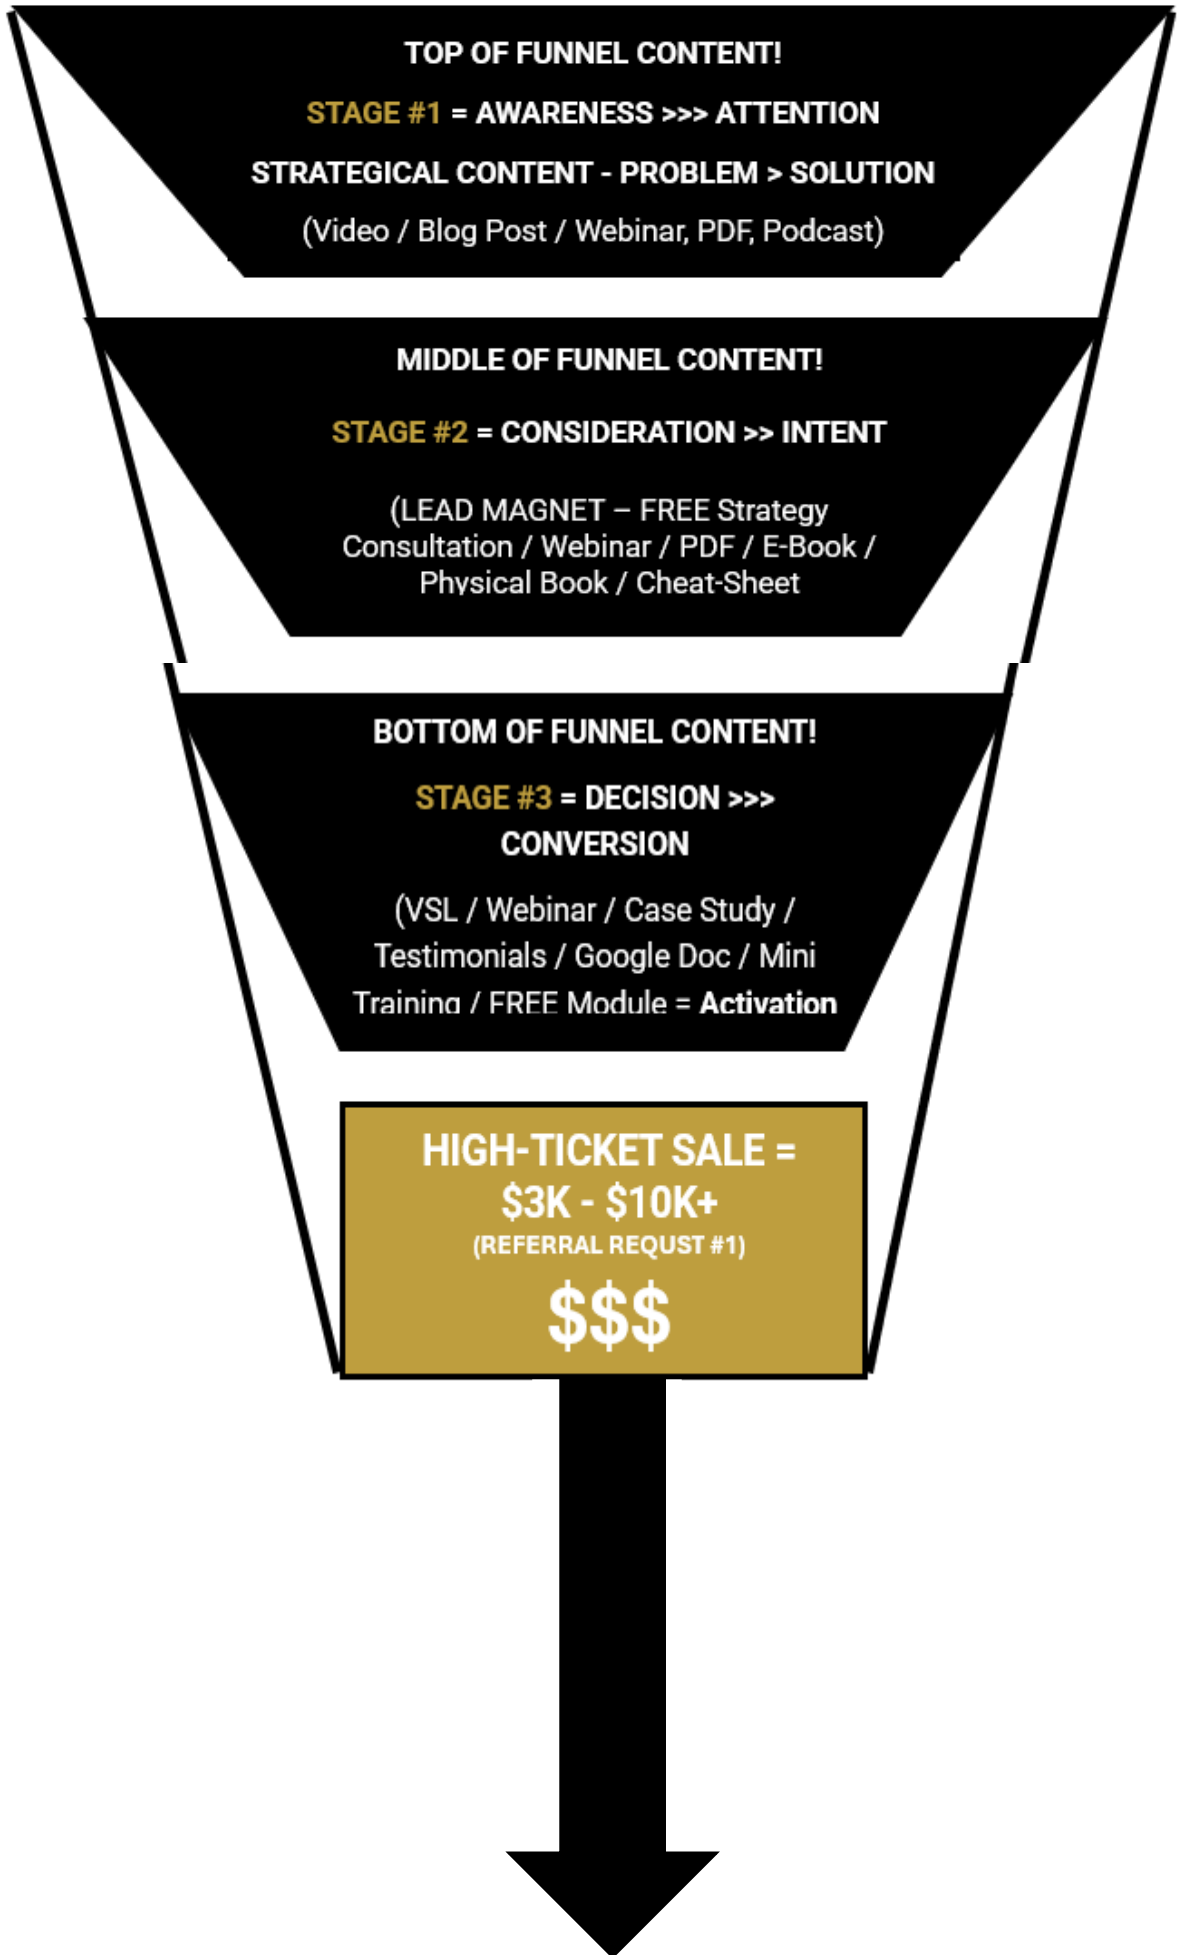 TOP OF FUNNEL CONTENT!
STAGE #1 = AWARENESS >>> ATTENTION
STRATEGICAL CONTENT - PROBLEM > SOLUTION
(Video / Blog Post / Webinar, PDF, Podcast)
MIDDLE OF FUNNEL CONTENT!
STAGE #2 = CONSIDERATION >> INTENT
(LEAD MAGNET – FREE Strategy
Consultation / Webinar / PDF / E-Book /
Physical Book / Cheat-Sheet
BOTTOM OF FUNNEL CONTENT!
STAGE #3 = DECISION >>>
CONVERSION
(VSL / Webinar / Case Study /
Testimonials / Google Doc / Mini
Training / FREE Module = Activation
HIGH-TICKET SALE =
$3K - $10K+
(REFERRAL REQUST #1)
$$$